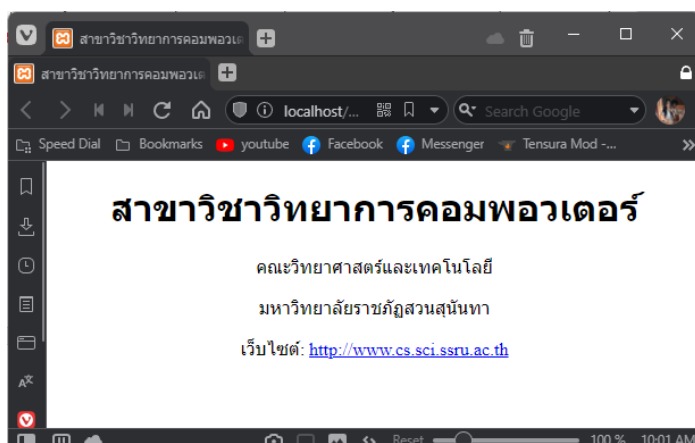 สาขาวิชาวิทยาการคอมพอวเ
สาขาวิชาวิทยาการคอมพอวเ
localhost/... Search Google
Speed Dial Bookmarks youtube Facebook Messenger Tensura Mod -...
สาขาวิชาวิทยาการคอมพอวเตอร์
คณะวิทยาศาสตร์และเทคโนโลยี
มหาวิทยาลัยราชภัฏสวนสุนันทา
เว็บไซต์: http://www.cs.sci.ssru.ac.th
Reset 100 % 10:01 AM